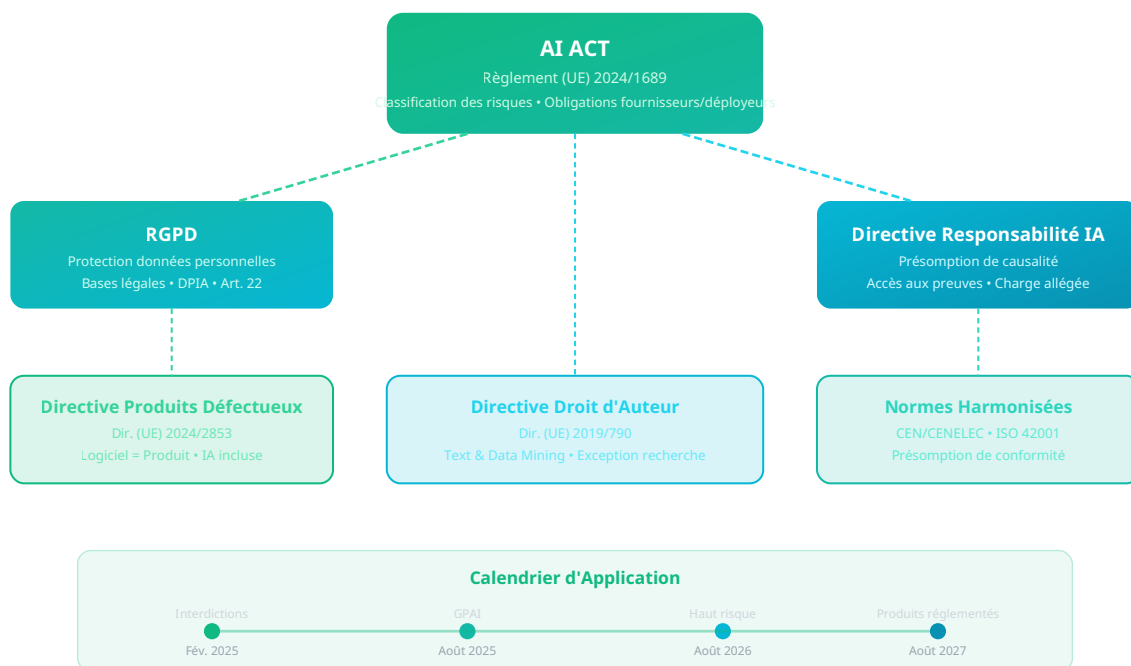 AI ACT
Règlement (UE) 2024/1689
Classification des risques • Obligations fournisseurs/déployeurs
RGPD
Protection données personnelles
Bases légales • DPIA • Art. 22
Directive Responsabilité IA
Présomption de causalité
Accès aux preuves • Charge allégée
Directive Produits Défectueux
Dir. (UE) 2024/2853
Logiciel = Produit • IA incluse
Directive Droit d'Auteur
Dir. (UE) 2019/790
Text & Data Mining • Exception recherche
Normes Harmonisées
CEN/CENELEC • ISO 42001
Présomption de conformité
Calendrier d'Application
Interdictions
GPAI
Haut risque
Produits réglementés
Fév. 2025
Août 2025
Août 2026
Août 2027